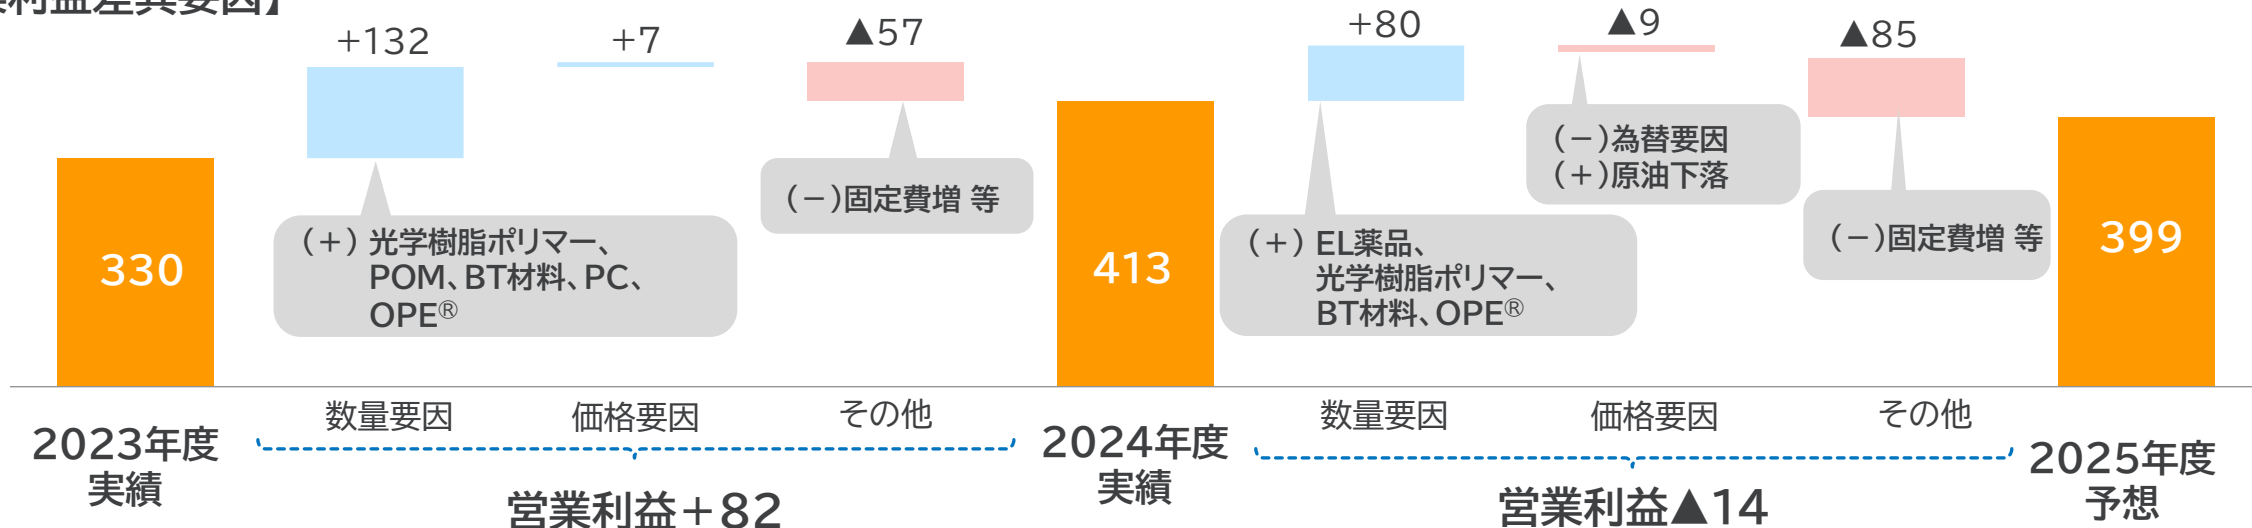 利益差異要因】
+132
+7
▲57
+80
▲9
▲85
(－)為替要因
(＋)原油下落
(－)固定費増 等
(＋) 光学樹脂ポリマー、
POM、BT材料、PC、
OPE®
(＋) EL薬品、
光学樹脂ポリマー、
BT材料、OPE®
(－)固定費増 等
330
413
399
数量要因
価格要因
その他
数量要因
価格要因
その他
2023年度
実績
2024年度
実績
2025年度
予想
営業利益＋82
営業利益▲14